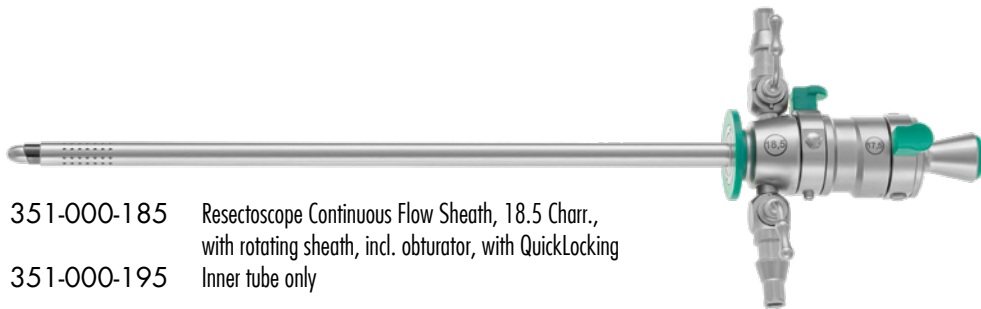 18,5
17,5
351-000-185 Resectoscope Continuous Flow Sheath, 18.5 Charr.,
with rotating sheath, incl. obturator, with QuickLocking
351-000-195 Inner tube only